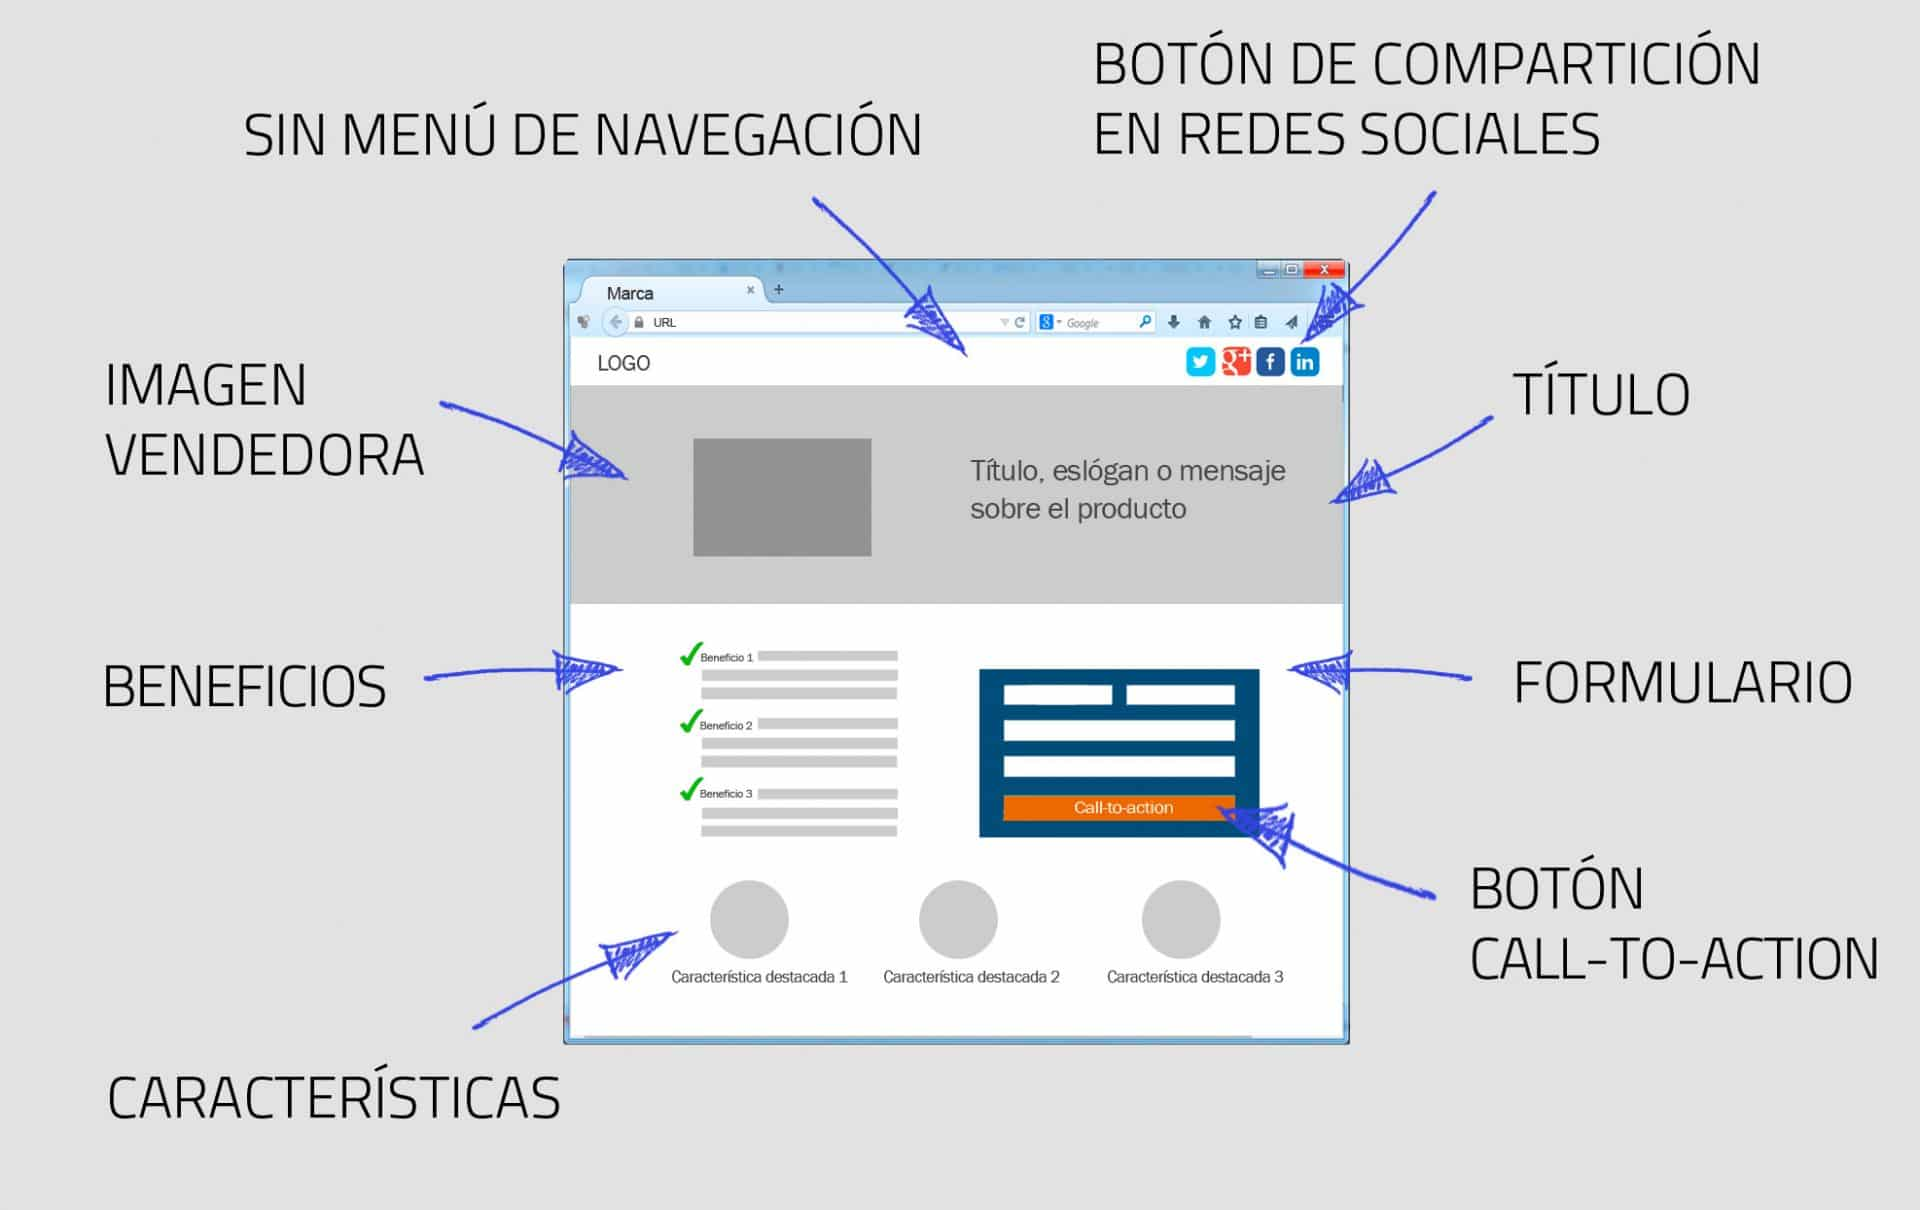 BOTÓN DE COMPARTICIÓN
EN REDES SOCIALES
SIN MENÚ DE NAVEGACIÓN
Marca
URL
Google
LOGO
IMAGEN
VENDEDORA
TÍTULO
Título, eslógan o mensaje
sobre el producto
BENEFICIOS
Beneficio 1
Beneficio 2
Beneficio 3
FORMULARIO
Call-to-action
BOTÓN
CALL-TO-ACTION
Característica destacada 1
Característica destacada 2
Característica destacada 3
CARACTERÍSTICAS